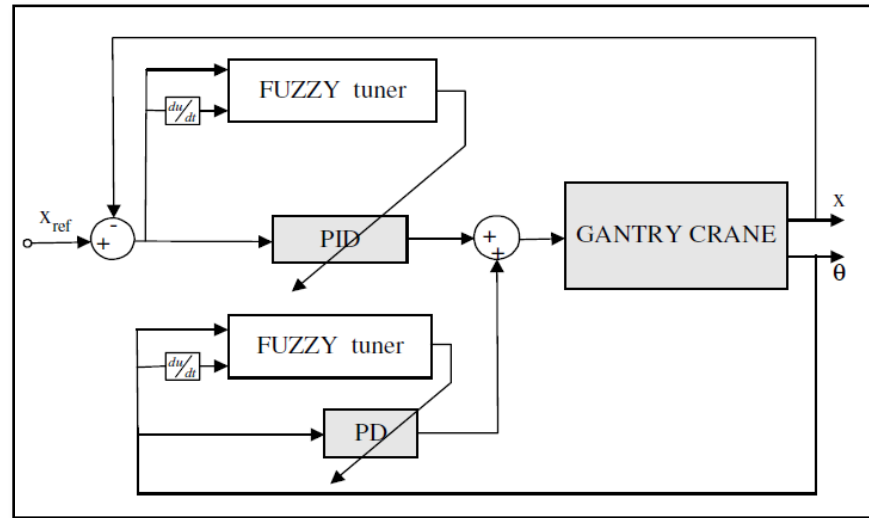 FUZZY tuner
du/dt
x
x_ref
-
+
PID
+
+
GANTRY CRANE
θ
FUZZY tuner
du/dt
PD